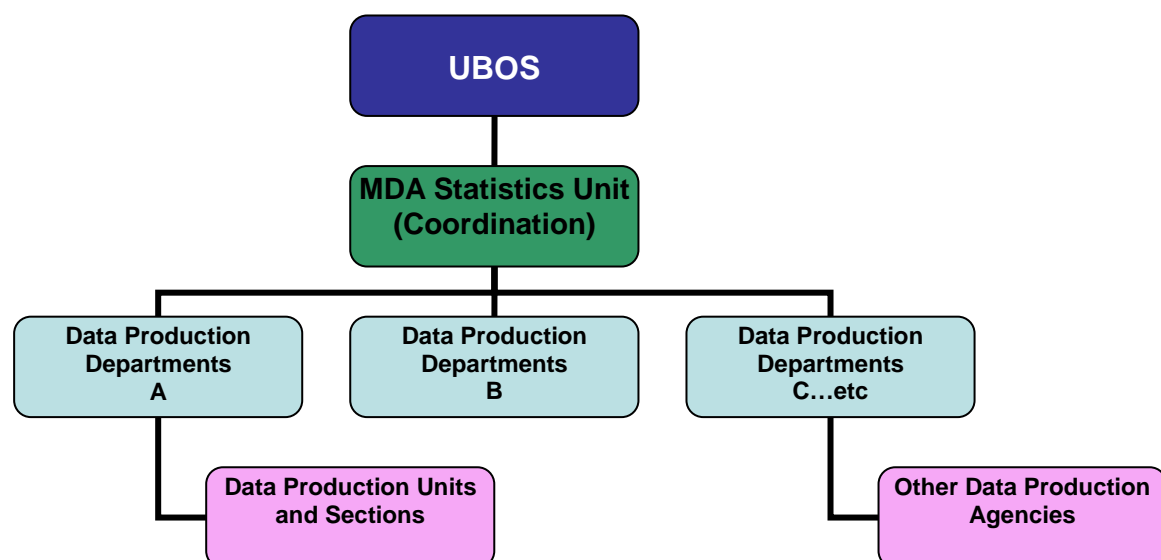 UBOS
MDA Statistics Unit
(Coordination)
Data Production
Departments
A
Data Production
Departments
B
Data Production
Departments
C…etc
Data Production Units
and Sections
Other Data Production
Agencies